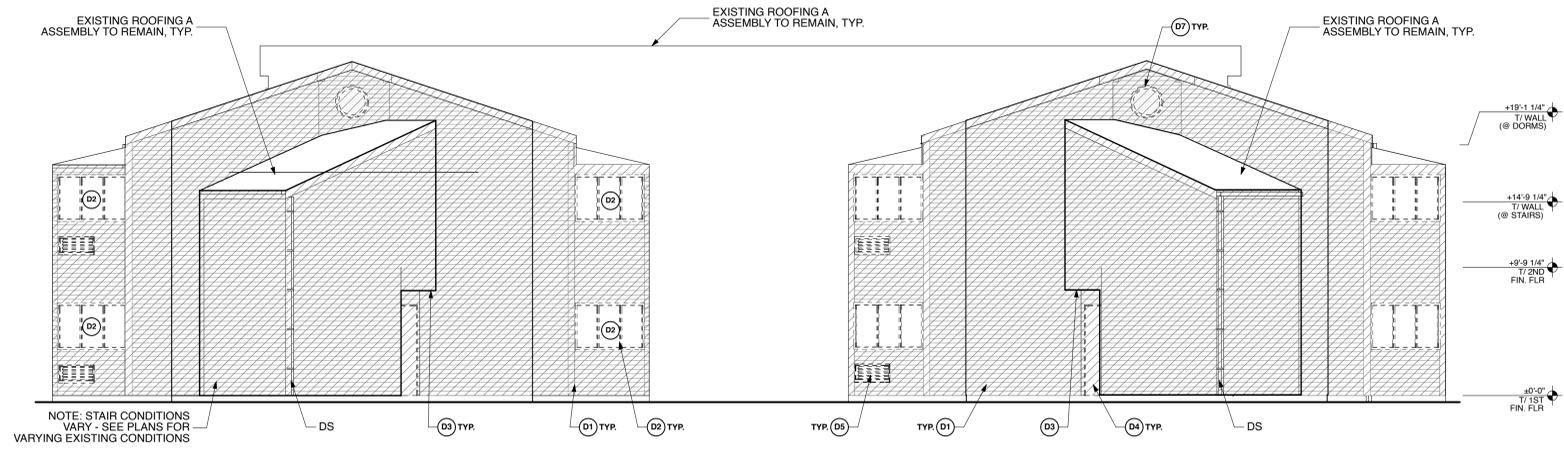 EXISTING ROOFING A
ASSEMBLY TO REMAIN, TYP.
EXISTING ROOFING A
ASSEMBLY TO REMAIN, TYP.
D7 TYP.
EXISTING ROOFING A
ASSEMBLY TO REMAIN, TYP.
+19'-1 1/4"
T/ WALL
(@ DORMS)
D2
D2
+14'-9 1/4"
T/ WALL
(@ STAIRS)
+9'-9 1/4"
T/ 2ND
FIN. FLR
D2
D2
±0'-0"
T/ 1ST
FIN. FLR
NOTE: STAIR CONDITIONS
VARY - SEE PLANS FOR
VARYING EXISTING CONDITIONS
DS
D3 TYP.
D1 TYP.
D2 TYP.
TYP. D5
TYP. D1
D3
D4 TYP.
DS